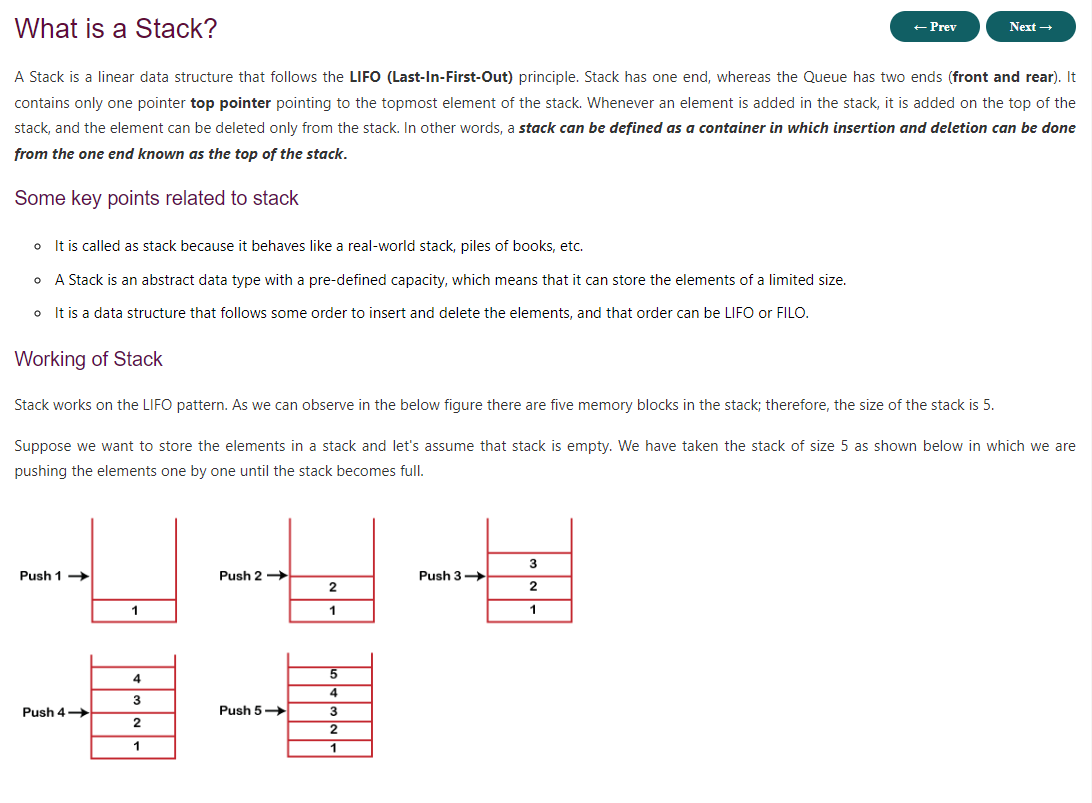 What is a Stack?
← Prev
Next →
A Stack is a linear data structure that follows the LIFO (Last-In-First-Out) principle. Stack has one end, whereas the Queue has two ends (front and rear). It
contains only one pointer top pointer pointing to the topmost element of the stack. Whenever an element is added in the stack, it is added on the top of the
stack, and the element can be deleted only from the stack. In other words, a stack can be defined as a container in which insertion and deletion can be done
from the one end known as the top of the stack.
Some key points related to stack
It is called as stack because it behaves like a real-world stack, piles of books, etc.
A Stack is an abstract data type with a pre-defined capacity, which means that it can store the elements of a limited size.
It is a data structure that follows some order to insert and delete the elements, and that order can be LIFO or FILO.
Working of Stack
Stack works on the LIFO pattern. As we can observe in the below figure there are five memory blocks in the stack; therefore, the size of the stack is 5.
Suppose we want to store the elements in a stack and let's assume that stack is empty. We have taken the stack of size 5 as shown below in which we are
pushing the elements one by one until the stack becomes full.
Push 1
1
Push 2
2
1
Push 3
3
2
1
Push 4
4
3
2
1
Push 5
5
4
3
2
1